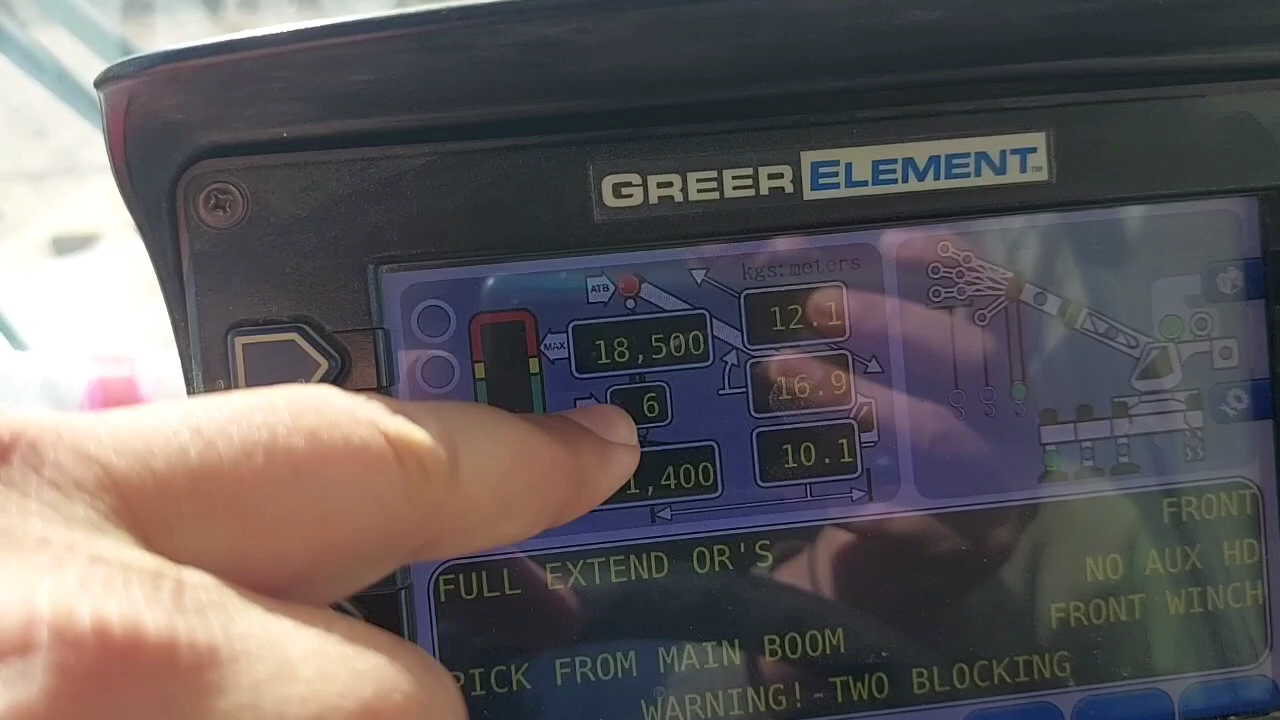 GREER ELEMENT™
kgs:meters
ATB
12.1
MAX
18,500
16.9
6
10.1
1,400
FRONT
FULL EXTEND OR'S
NO AUX HD
FRONT WINCH
PICK FROM MAIN BOOM
WARNING!-TWO BLOCKING